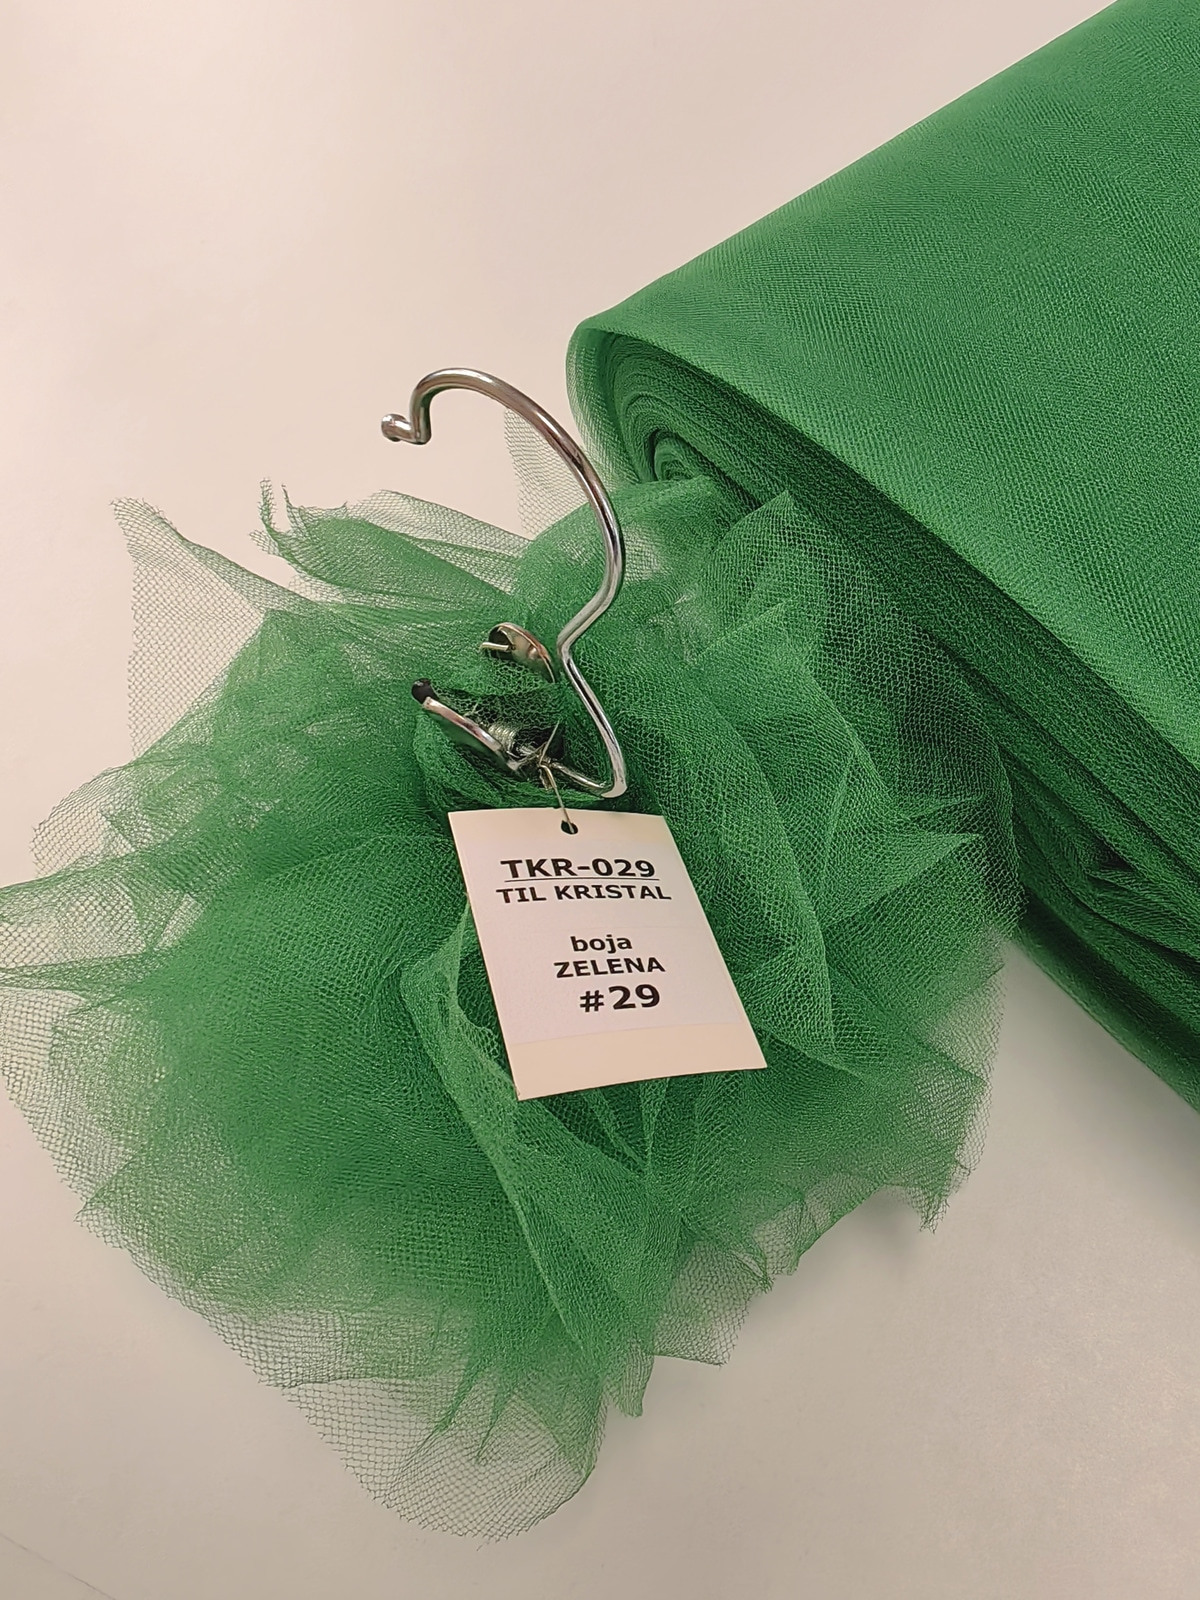 TKR-029
TIL KRISTAL
boja
ZELENA
#29